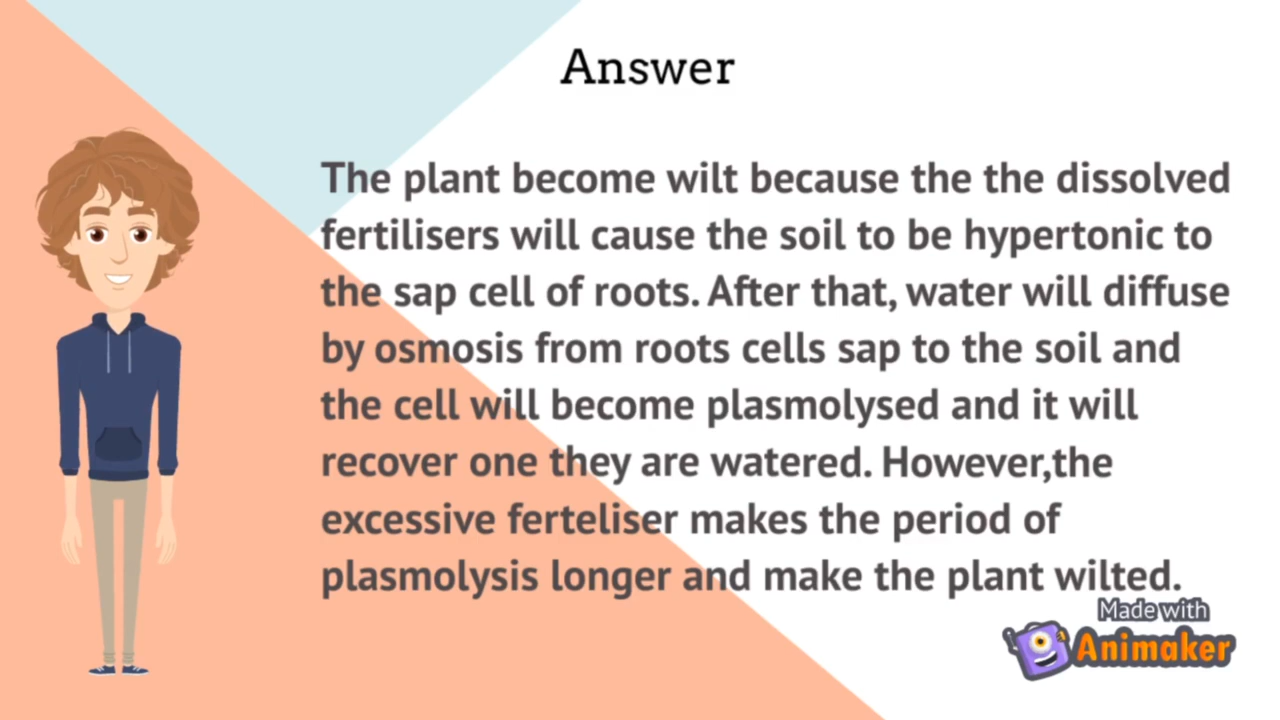 Answer
The plant become wilt because the the dissolved
fertilisers will cause the soil to be hypertonic to
the sap cell of roots. After that, water will diffuse
by osmosis from roots cells sap to the soil and
the cell will become plasmolysed and it will
recover one they are watered. However,the
excessive ferteliser makes the period of
plasmolysis longer and make the plant wilted.
Made with
Animaker